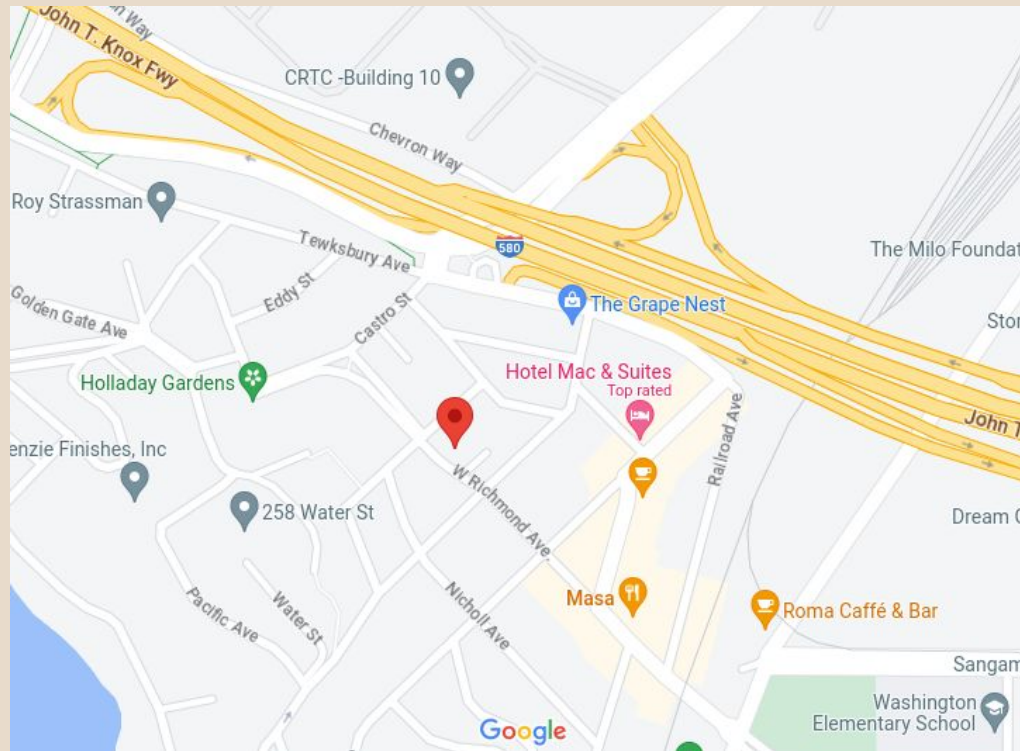 on Way
John T. Knox Fwy
CRTC -Building 10
Chevron Way
Roy Strassman
Tewksbury Ave
580
The Milo Foundat
Eddy St
Golden Gate Ave
Castro St
The Grape Nest
Stor
Hotel Mac & Suites
Top rated
Holladay Gardens
Railroad Ave
John T
enzie Finishes, Inc
W Richmond Ave.
258 Water St
Dream C
Pacific Ave
Water St
Nicholl Ave
Masa
Roma Caffé & Bar
Sangam
Washington
Elementary School
Google